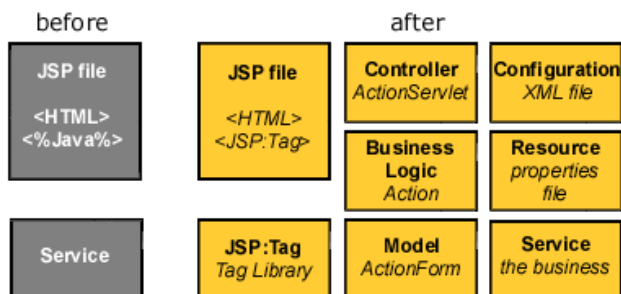 before
after
JSP file
<HTML>
<%Java%>
Service
JSP file
<HTML>
<JSP:Tag>
Controller
ActionServlet
Configuration
XML file
Business
Logic
Action
Resource
properties
file
JSP:Tag
Tag Library
Model
ActionForm
Service
the business